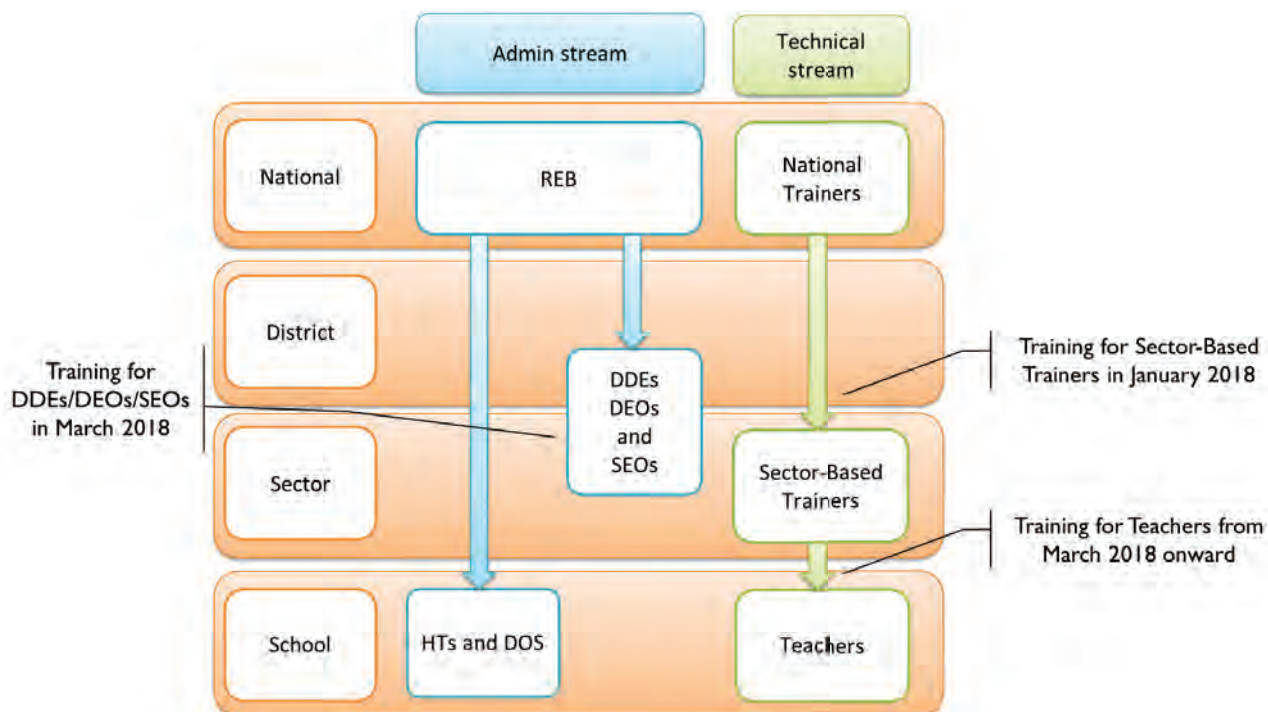 Admin stream
Technical
stream
National
REB
National
Trainers
District
Training for
DDEs/DEOs/SEOs
in March 2018
DDEs
DEOs
and
SEOs
Training for Sector-Based
Trainers in January 2018
Sector
Sector-Based
Trainers
Training for Teachers from
March 2018 onward
School
HTs and DOS
Teachers